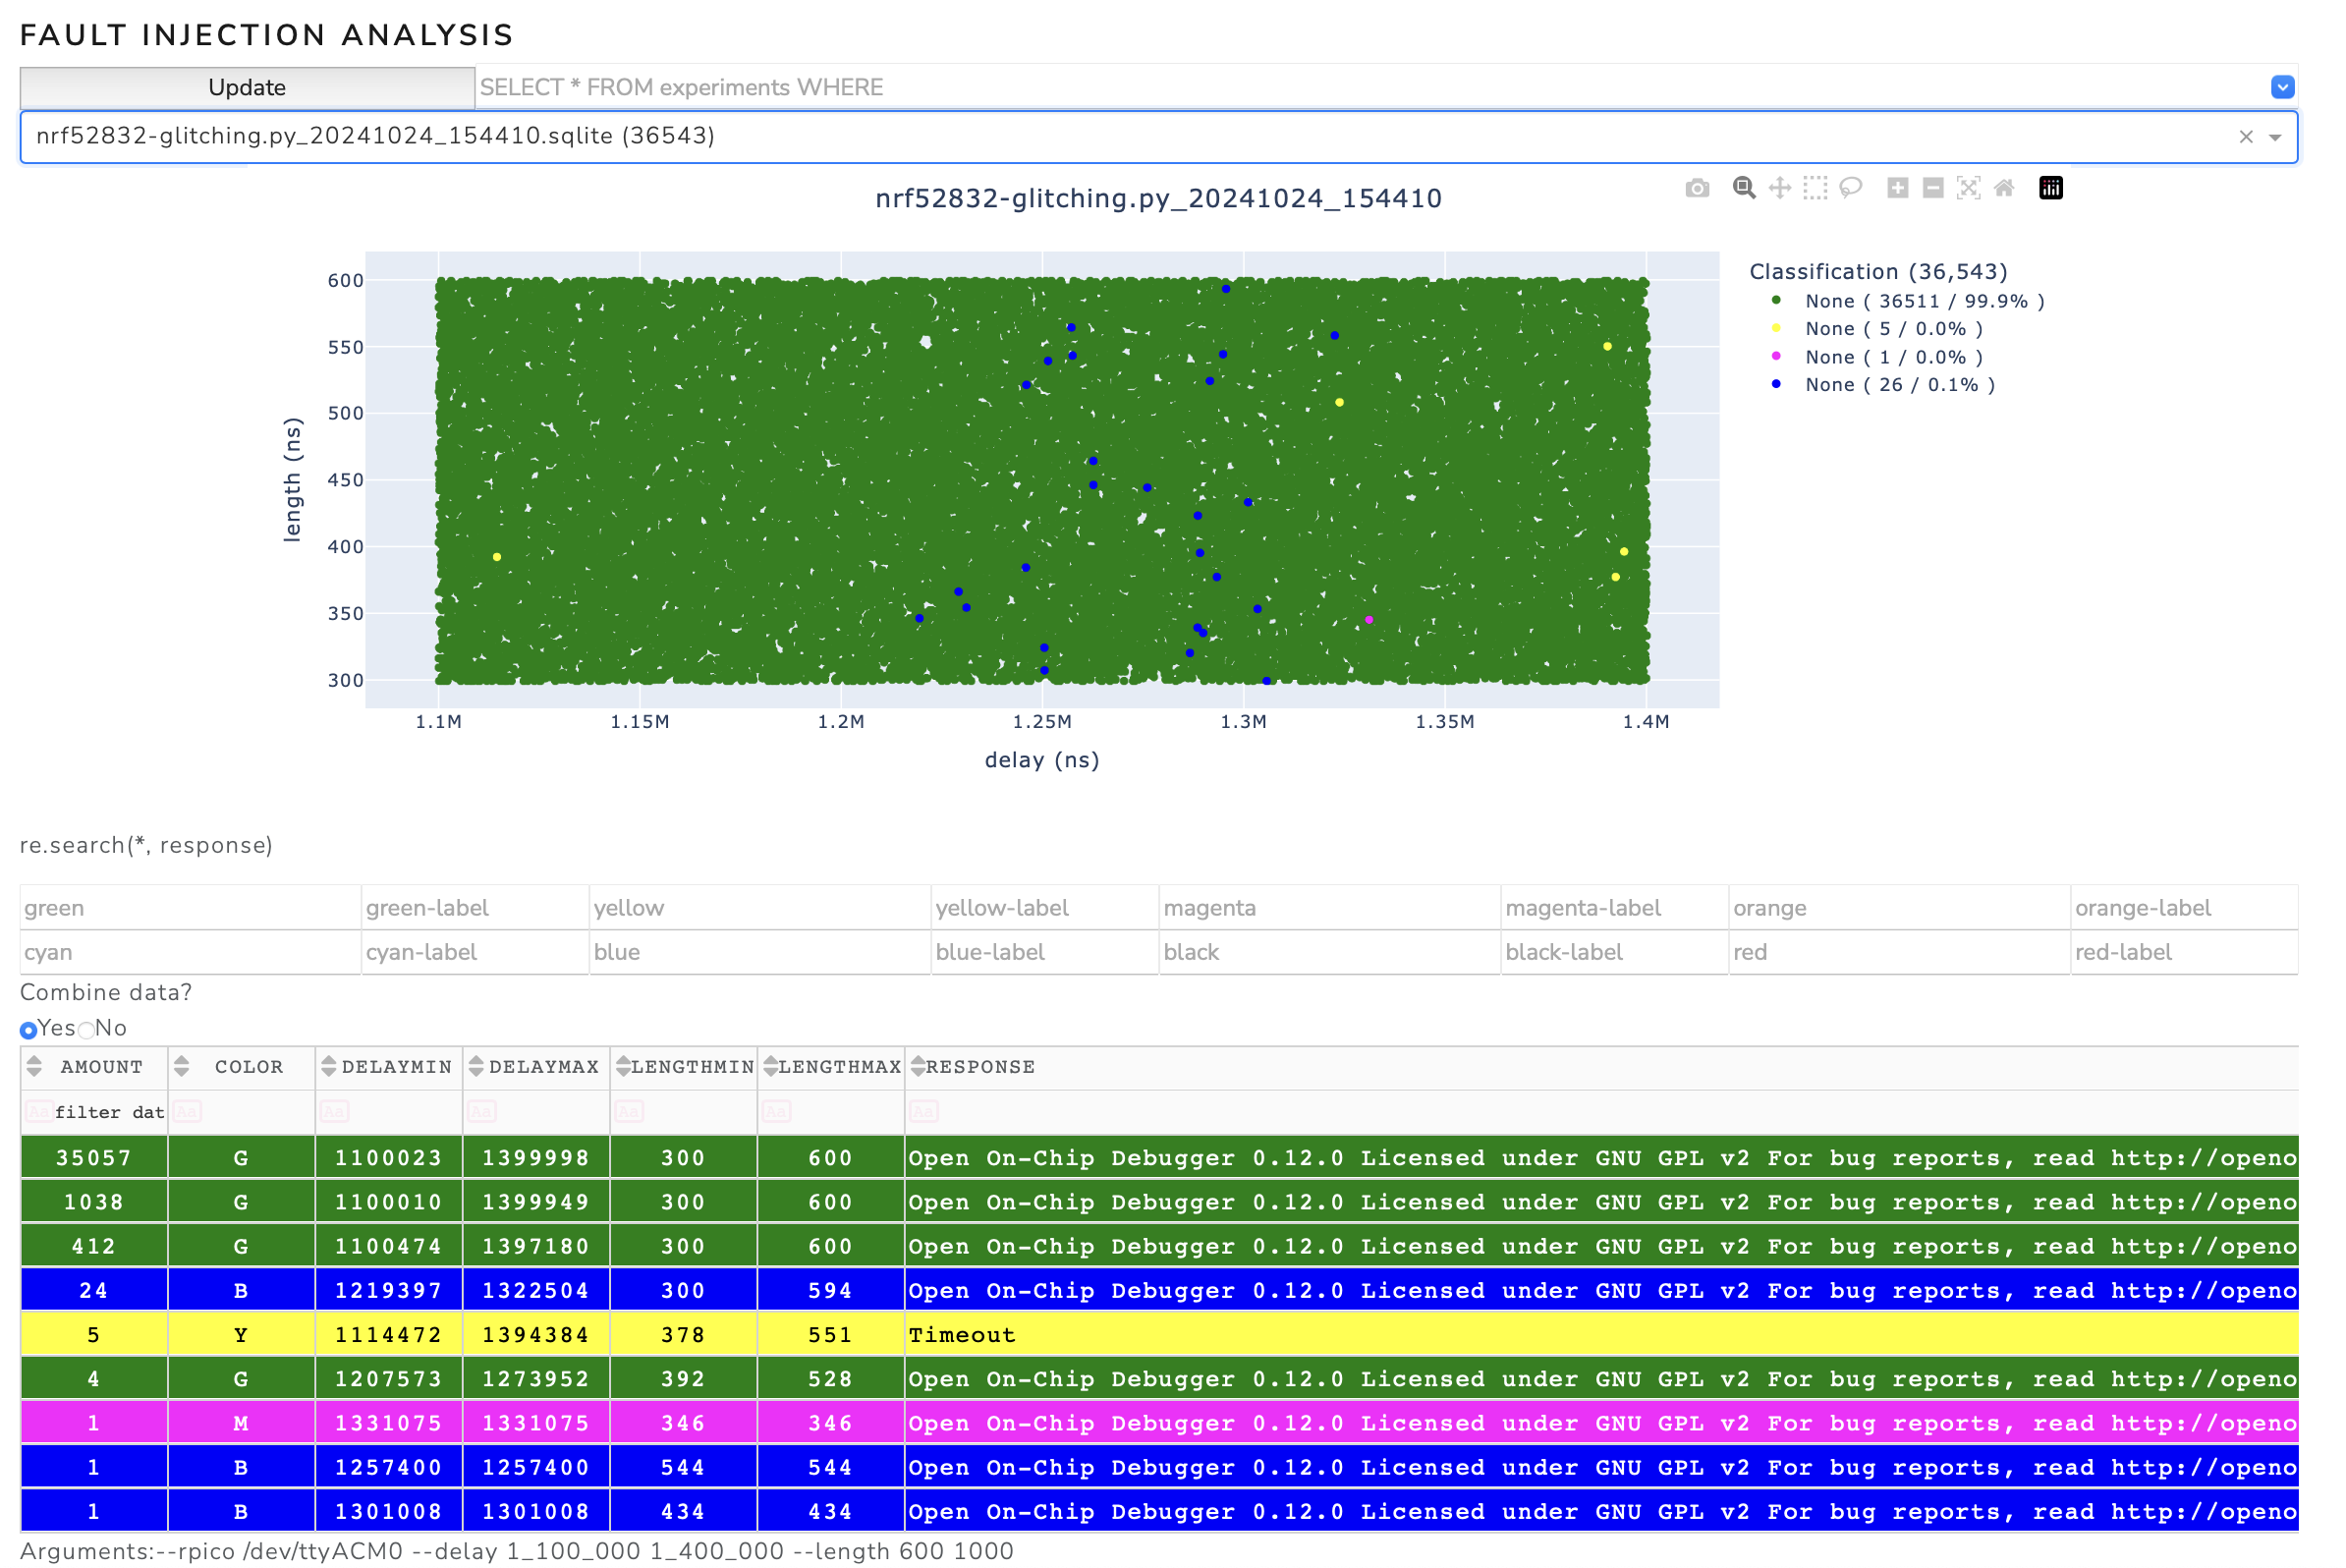 FAULT INJECTION ANALYSIS
Update SELECT * FROM experiments WHERE
nrf52832-glitching.py_20241024_154410.sqlite (36543)
nrf52832-glitching.py_20241024_154410
Classification (36,543)
None ( 36511 / 99.9% )
None ( 5 / 0.0% )
None ( 1 / 0.0% )
None ( 26 / 0.1% )
length (ns)
600
550
500
450
400
350
300
1.1M 1.15M 1.2M 1.25M 1.3M 1.35M 1.4M
delay (ns)
re.search(*, response)
green green-label yellow yellow-label magenta magenta-label orange orange-label
cyan cyan-label blue blue-label black black-label red red-label
Combine data?
Yes No
AMOUNT COLOR DELAYMIN DELAYMAX LENGTHMIN LENGTHMAX RESPONSE
Aa filter dat Aa Aa Aa Aa Aa Aa
35057 G 1100023 1399998 300 600 Open On-Chip Debugger 0.12.0 Licensed under GNU GPL v2 For bug reports, read http://openo
1038 G 1100010 1399949 300 600 Open On-Chip Debugger 0.12.0 Licensed under GNU GPL v2 For bug reports, read http://openo
412 G 1100474 1397180 300 600 Open On-Chip Debugger 0.12.0 Licensed under GNU GPL v2 For bug reports, read http://openo
24 B 1219397 1322504 300 594 Open On-Chip Debugger 0.12.0 Licensed under GNU GPL v2 For bug reports, read http://openo
5 Y 1114472 1394384 378 551 Timeout
4 G 1207573 1273952 392 528 Open On-Chip Debugger 0.12.0 Licensed under GNU GPL v2 For bug reports, read http://openo
1 M 1331075 1331075 346 346 Open On-Chip Debugger 0.12.0 Licensed under GNU GPL v2 For bug reports, read http://openo
1 B 1257400 1257400 544 544 Open On-Chip Debugger 0.12.0 Licensed under GNU GPL v2 For bug reports, read http://openo
1 B 1301008 1301008 434 434 Open On-Chip Debugger 0.12.0 Licensed under GNU GPL v2 For bug reports, read http://openo
Arguments:--rpico /dev/ttyACM0 --delay 1_100_000 1_400_000 --length 600 1000